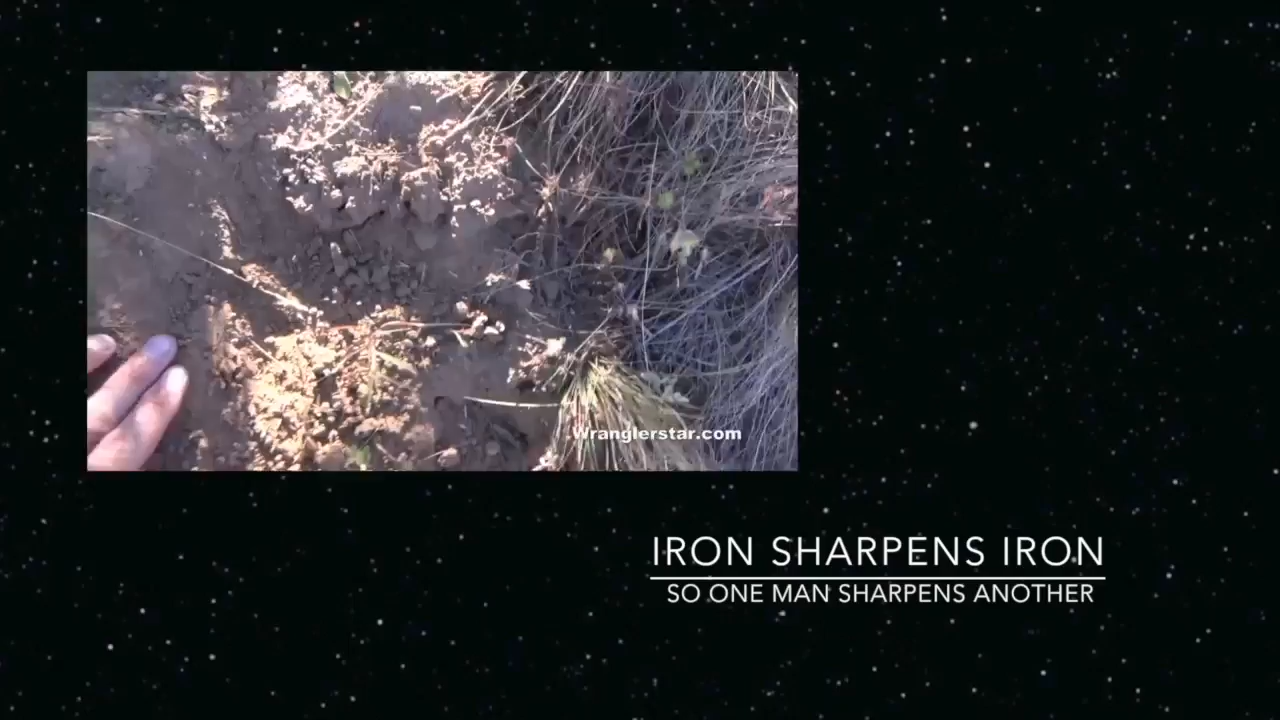 Wranglerstar.com
IRON SHARPENS IRON
SO ONE MAN SHARPENS ANOTHER